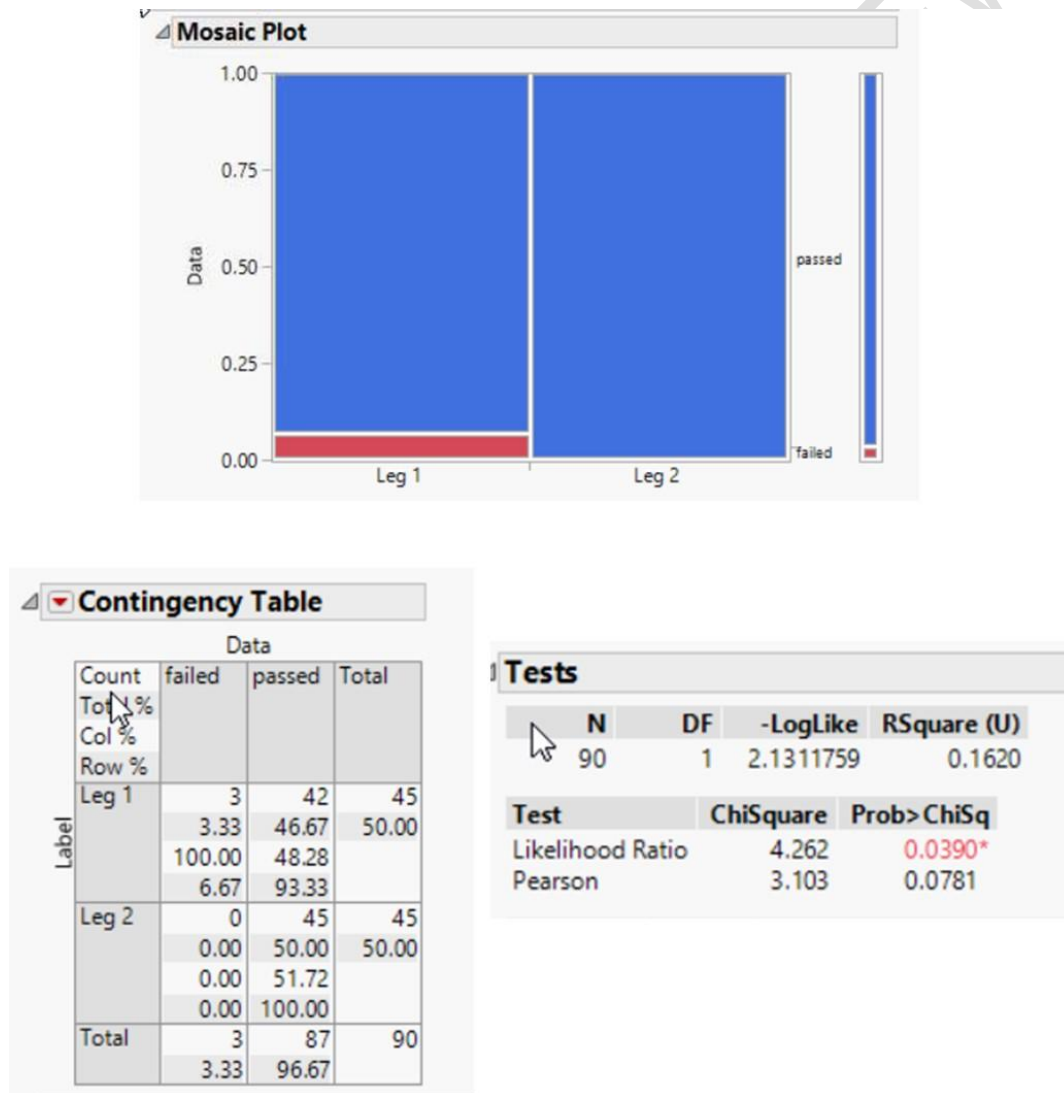 Mosaic Plot
1.00
0.75
0.50
0.25
0.00
Data
passed
failed
Leg 1 Leg 2
Contingency Table
Data
Label
Count failed passed Total
Total %
Col %
Row %
Leg 1 3 42 45
3.33 46.67 50.00
100.00 48.28
6.67 93.33
Leg 2 0 45 45
0.00 50.00 50.00
0.00 51.72
0.00 100.00
Total 3 87 90
3.33 96.67
Tests
N DF -LogLike RSquare (U)
90 1 2.1311759 0.1620
Test ChiSquare Prob>ChiSq
Likelihood Ratio 4.262 0.0390*
Pearson 3.103 0.0781